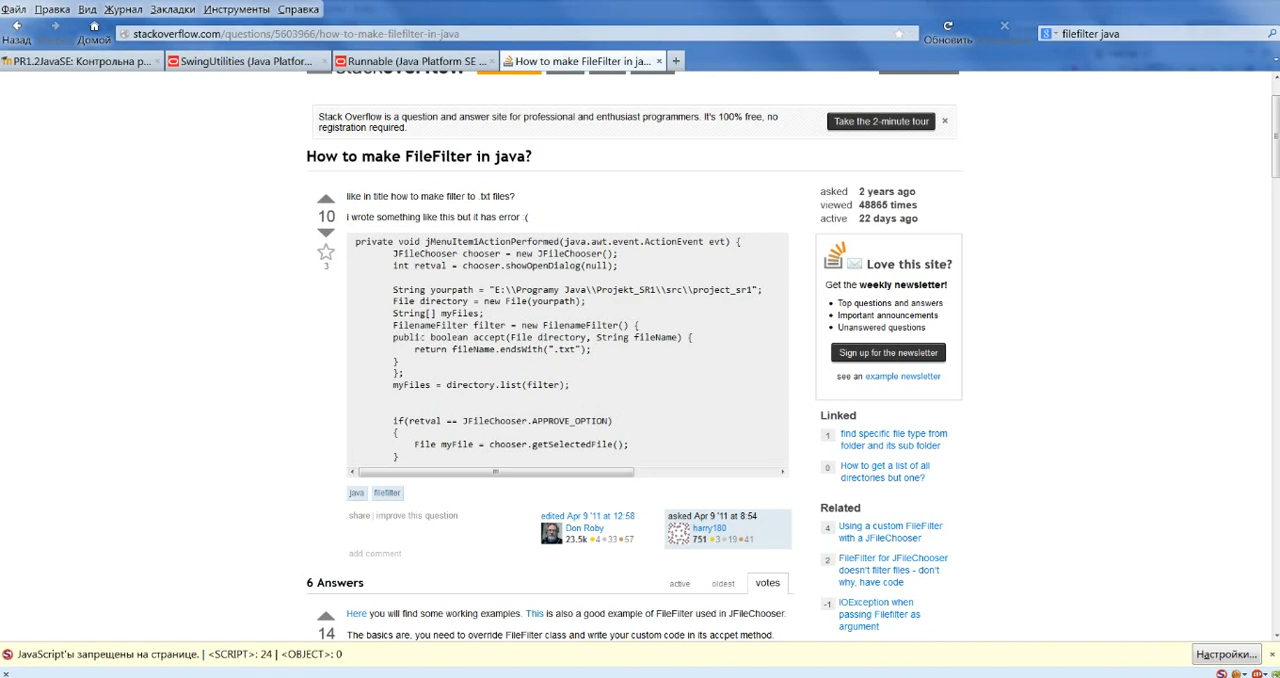 Файл Правка Вид Журнал Закладки Инструменты Справка
Назад Домой stackoverflow.com/questions/5603966/how-to-make-filefilter-in-java Обновить filefilter java
PR1.2JavaSE: Контрольна р... SwingUtilities (Java Platfor... Runnable (Java Platform SE ... How to make FileFilter in ja...
Stack Overflow is a question and answer site for professional and enthusiast programmers. It's 100% free, no
registration required.
Take the 2-minute tour
How to make FileFilter in java?
like in title how to make filter to .txt files?
10
i wrote something like this but it has error :(
3
private void jMenuItem1ActionPerformed(java.awt.event.ActionEvent evt) {
JFileChooser chooser = new JFileChooser();
int retval = chooser.showOpenDialog(null);
String yourpath = "E:\\Programy Java\\Projekt_SR1\\src\\project_sr1";
File directory = new File(yourpath);
String[] myFiles;
FilenameFilter filter = new FilenameFilter() {
public boolean accept(File directory, String fileName) {
return fileName.endsWith(".txt");
}
};
myFiles = directory.list(filter);
if(retval == JFileChooser.APPROVE_OPTION)
{
File myFile = chooser.getSelectedFile();
}
java filefilter
share | improve this question
edited Apr 9 '11 at 12:58
Don Roby
23.5k 4 33 57
asked Apr 9 '11 at 8:54
harry180
751 3 19 41
add comment
6 Answers
active oldest votes
Here you will find some working examples. This is also a good example of FileFilter used in JFileChooser.
14
The basics are, you need to override FileFilter class and write your custom code in its accpet method.
asked 2 years ago
viewed 48865 times
active 22 days ago
Love this site?
Get the weekly newsletter!
Top questions and answers
Important announcements
Unanswered questions
Sign up for the newsletter
see an example newsletter
Linked
1 find specific file type from
folder and its sub folder
0 How to get a list of all
directories but one?
Related
4 Using a custom FileFilter
with a JFileChooser
2 FileFilter for JFileChooser
doesn't filter files - don't
why, have code
-1 IOException when
passing Filefilter as
argument
JavaScript'ы запрещены на странице. | <SCRIPT>: 24 | <OBJECT>: 0
Настройки...